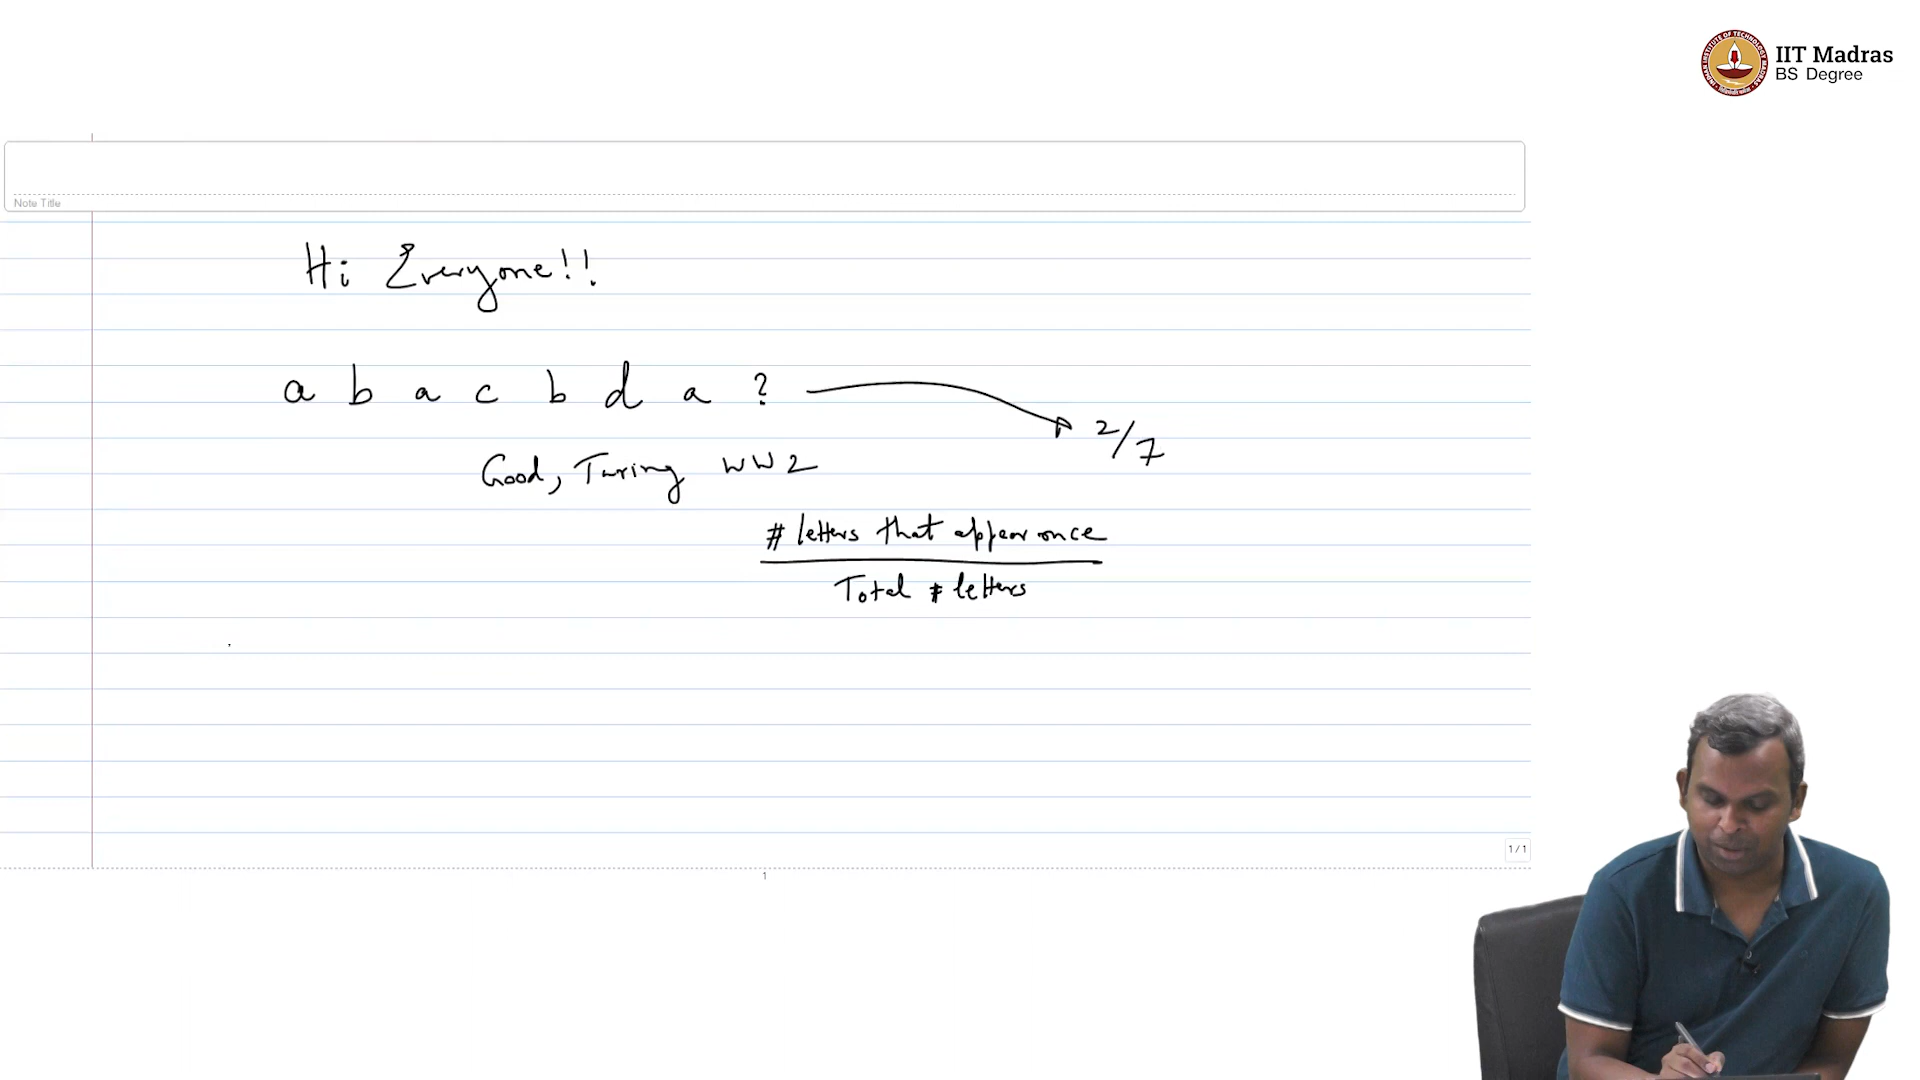 IIT Madras
BS Degree
Note Title
Hi Everyone!!
a b a c b d a ?
2/7
Good, Turing WW2
# letters that appear once
Total # letters
1/1
1